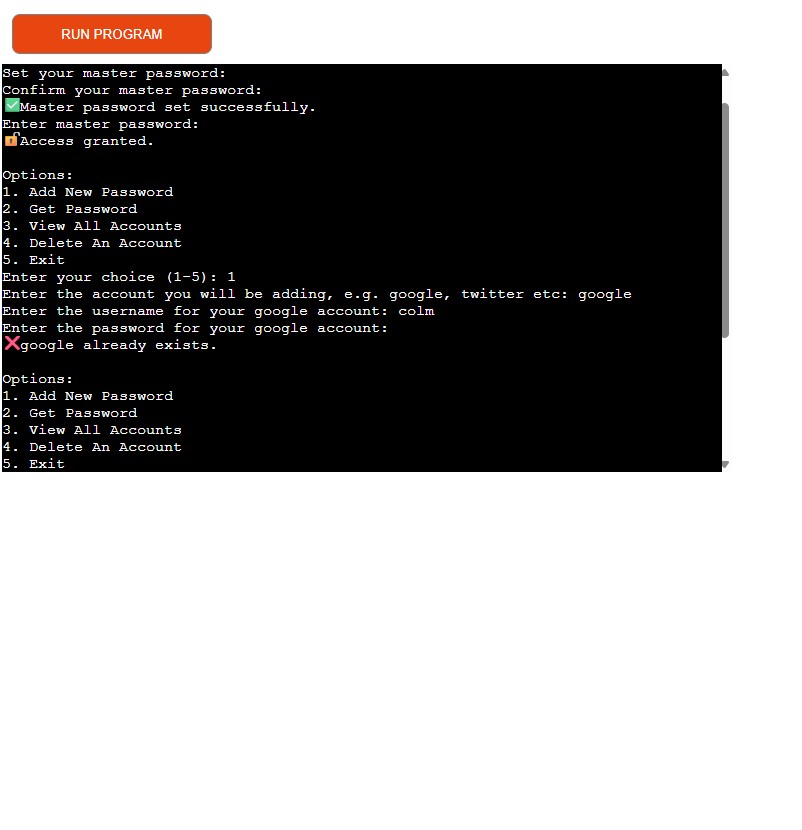 RUN PROGRAM
Set your master password:
Confirm your master password:
✅Master password set successfully.
Enter master password:
🔓Access granted.
Options:
1. Add New Password
2. Get Password
3. View All Accounts
4. Delete An Account
5. Exit
Enter your choice (1-5): 1
Enter the account you will be adding, e.g. google, twitter etc: google
Enter the username for your google account: colm
Enter the password for your google account:
❌google already exists.
Options:
1. Add New Password
2. Get Password
3. View All Accounts
4. Delete An Account
5. Exit